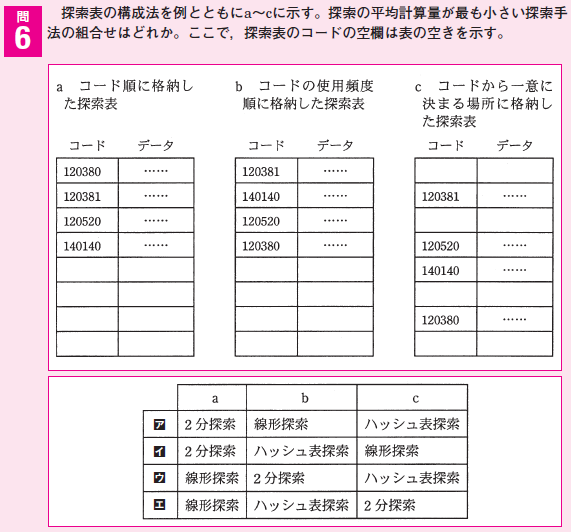 問
6
探索表の構成法を例とともにa〜cに示す。探索の平均計算量が最も小さい探索手
法の組合せはどれか。ここで，探索表のコードの空欄は表の空きを示す。
a コード順に格納し
た探索表
コード データ
120380 ……
120381 ……
120520 ……
140140 ……
b コードの使用頻度
順に格納した探索表
コード データ
120381 ……
140140 ……
120520 ……
120380 ……
c コードから一意に
決まる場所に格納し
た探索表
コード データ
120381 ……
120520 ……
140140 ……
120380 ……
a b c
ア 2分探索 線形探索 ハッシュ表探索
イ 2分探索 ハッシュ表探索 線形探索
ウ 線形探索 2分探索 ハッシュ表探索
エ 線形探索 ハッシュ表探索 2分探索